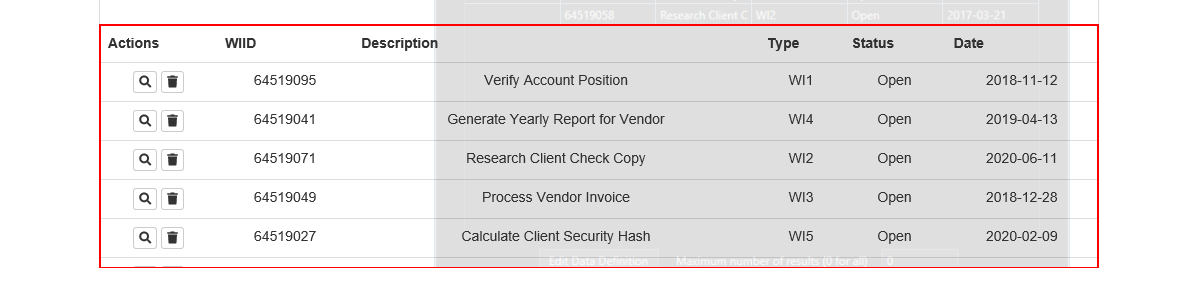 64519058 Research Client C WI2 Open 2017-03-21
Actions WIID Description Type Status Date
64519095 Verify Account Position WI1 Open 2018-11-12
64519041 Generate Yearly Report for Vendor WI4 Open 2019-04-13
64519071 Research Client Check Copy WI2 Open 2020-06-11
64519049 Process Vendor Invoice WI3 Open 2018-12-28
64519027 Calculate Client Security Hash WI5 Open 2020-02-09
Edit Data Definition Maximum number of results (0 for all) 0